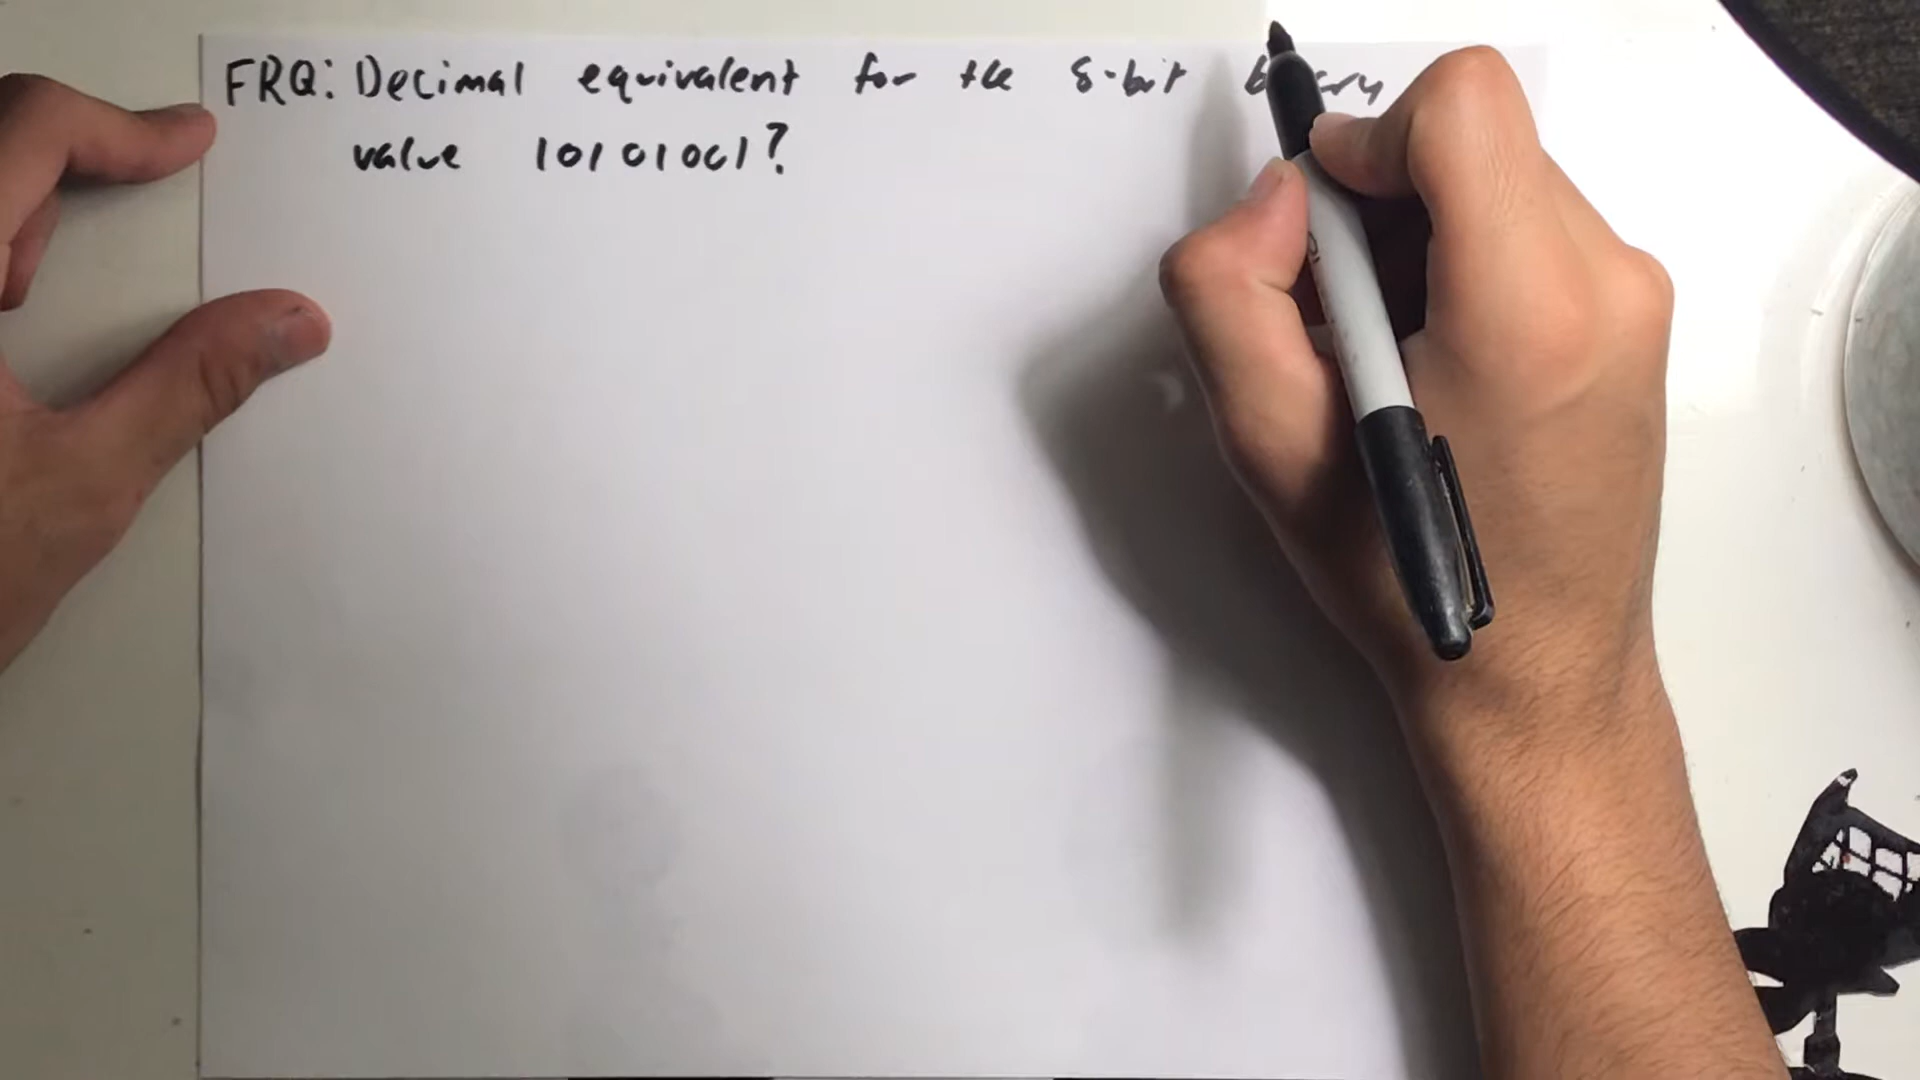 FRQ: Decimal equivalent for the 8-bit
value 10101001?